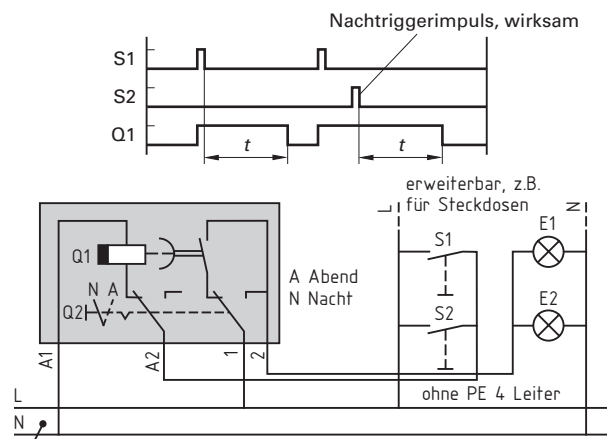 Nachtriggerimpuls, wirksam
S1
S2
Q1
t
t
erweiterbar, z.B.
für Steckdosen
L
N
S1
E1
Q1
A Abend
N Nacht
N A
Q2
S2
E2
A1
A2
1
2
ohne PE 4 Leiter
L
N